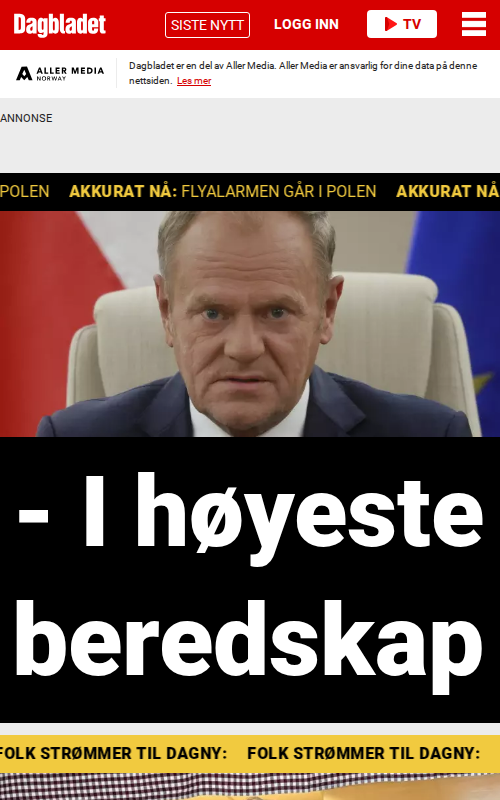 Dagbladet
SISTE NYTT
LOGG INN
TV
ALLER MEDIA
NORWAY
Dagbladet er en del av Aller Media. Aller Media er ansvarlig for dine data på denne
nettsiden. Les mer
ANNONSE
POLEN AKKURAT NÅ: FLYALARMEN GÅR I POLEN AKKURAT NÅ
- I høyeste
beredskap
FOLK STRØMMER TIL DAGNY: FOLK STRØMMER TIL DAGNY: